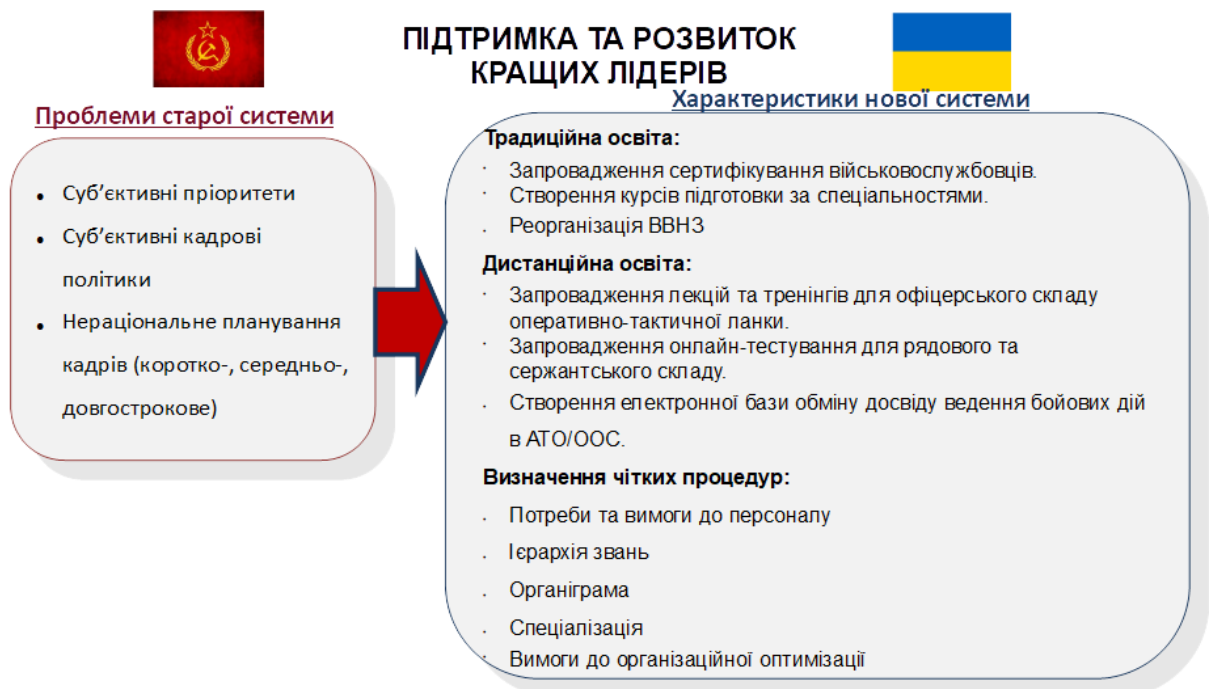 ПІДТРИМКА ТА РОЗВИТОК
КРАЩИХ ЛІДЕРІВ
Проблеми старої системи
• Суб’єктивні пріоритети
• Суб’єктивні кадрові
політики
• Нераціональне планування
кадрів (коротко-, середньо-,
довгострокове)
Характеристики нової системи
Традиційна освіта:
· Запровадження сертифікування військовослужбовців.
· Створення курсів підготовки за спеціальностями.
. Реорганізація ВВНЗ
Дистанційна освіта:
· Запровадження лекцій та тренінгів для офіцерського складу
оперативно-тактичної ланки.
· Запровадження онлайн-тестування для рядового та
сержантського складу.
. Створення електронної бази обміну досвіду ведення бойових дій
в АТО/ООС.
Визначення чітких процедур:
. Потреби та вимоги до персоналу
. Ієрархія звань
. Органіграма
. Спеціалізація
· Вимоги до організаційної оптимізації